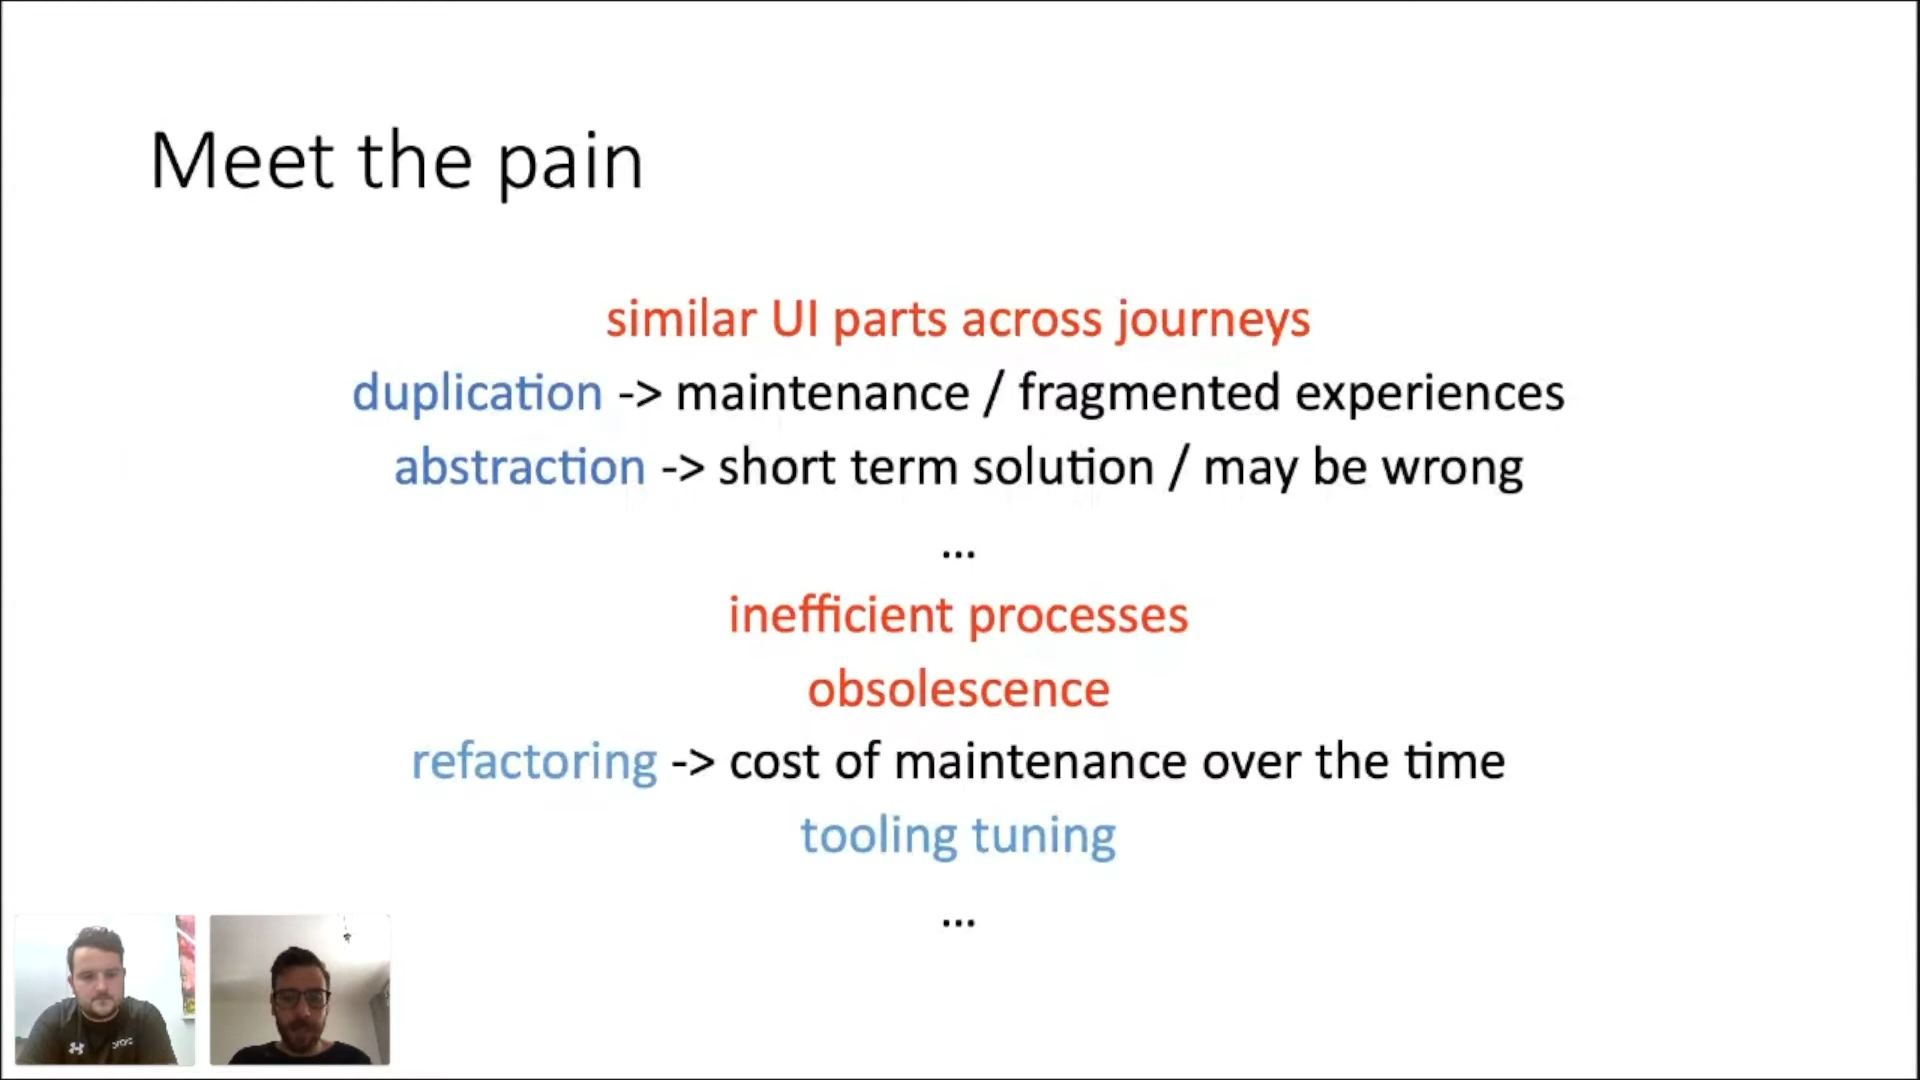 Meet the pain
similar UI parts across journeys
duplication -> maintenance / fragmented experiences
abstraction -> short term solution / may be wrong
...
inefficient processes
obsolescence
refactoring -> cost of maintenance over the time
tooling tuning
...